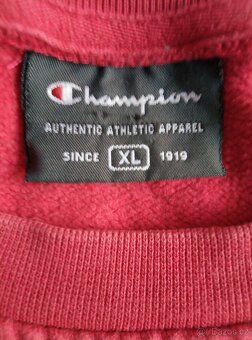 Champion
AUTHENTIC ATHLETIC APPAREL
SINCE XL 1919